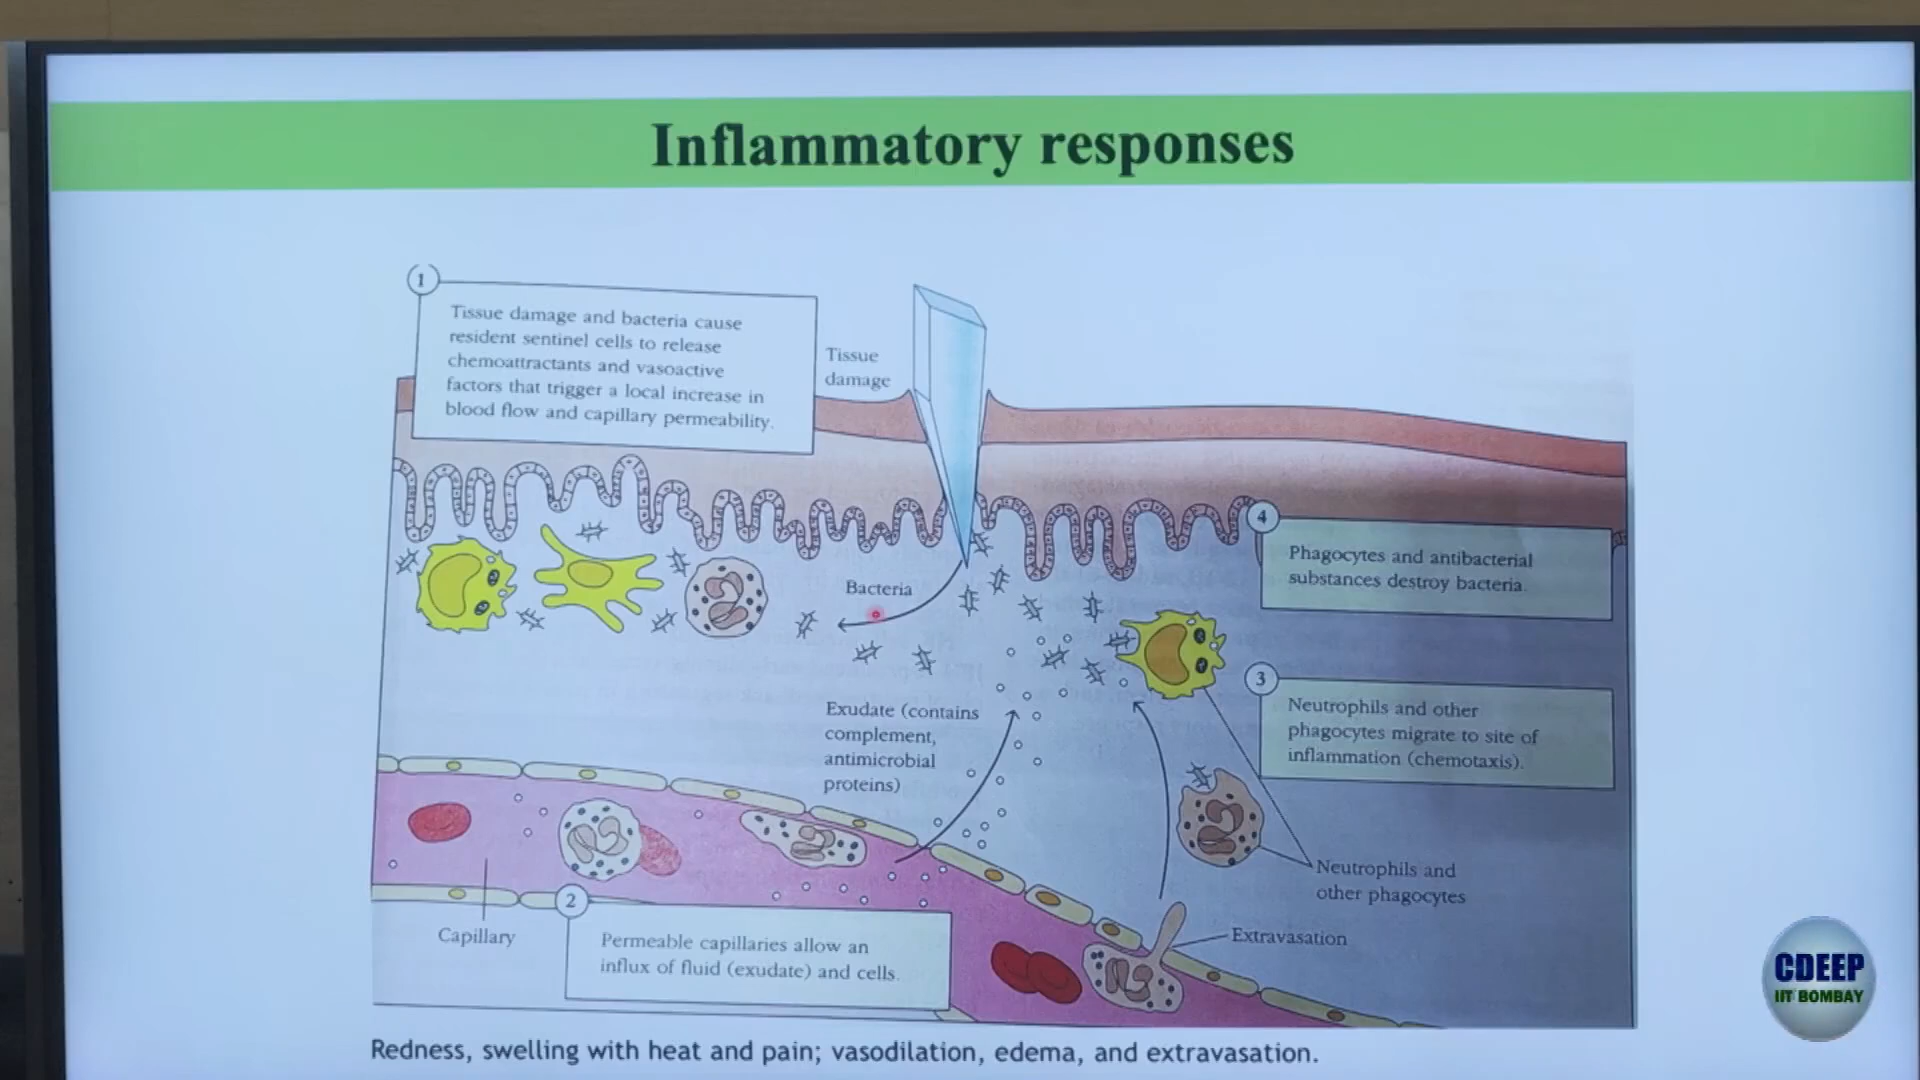 Inflammatory responses
1
Tissue damage and bacteria cause
resident sentinel cells to release
chemoattractants and vasoactive
factors that trigger a local increase in
blood flow and capillary permeability.
Tissue
damage
4
Phagocytes and antibacterial
substances destroy bacteria.
Bacteria
3
Neutrophils and other
phagocytes migrate to site of
inflammation (chemotaxis).
Exudate (contains
complement,
antimicrobial
proteins)
Neutrophils and
other phagocytes
2
Permeable capillaries allow an
influx of fluid (exudate) and cells.
Capillary
Extravasation
CDEEP
IIT BOMBAY
Redness, swelling with heat and pain; vasodilation, edema, and extravasation.